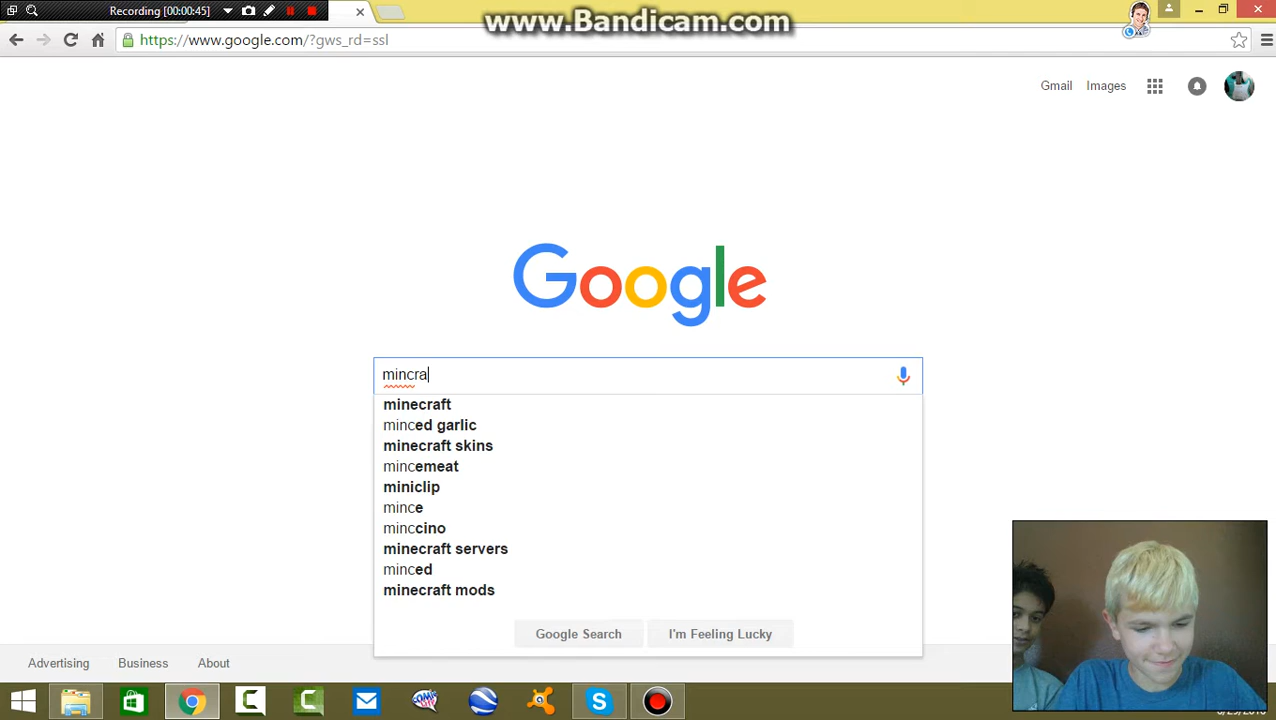 Recording [00:00:45]
www.Bandicam.com
https://www.google.com/?gws_rd=ssl
Gmail Images
Google
mincra
minecraft
minced garlic
minecraft skins
mincemeat
miniclip
mince
minccino
minecraft servers
minced
minecraft mods
Google Search I'm Feeling Lucky
Advertising Business About